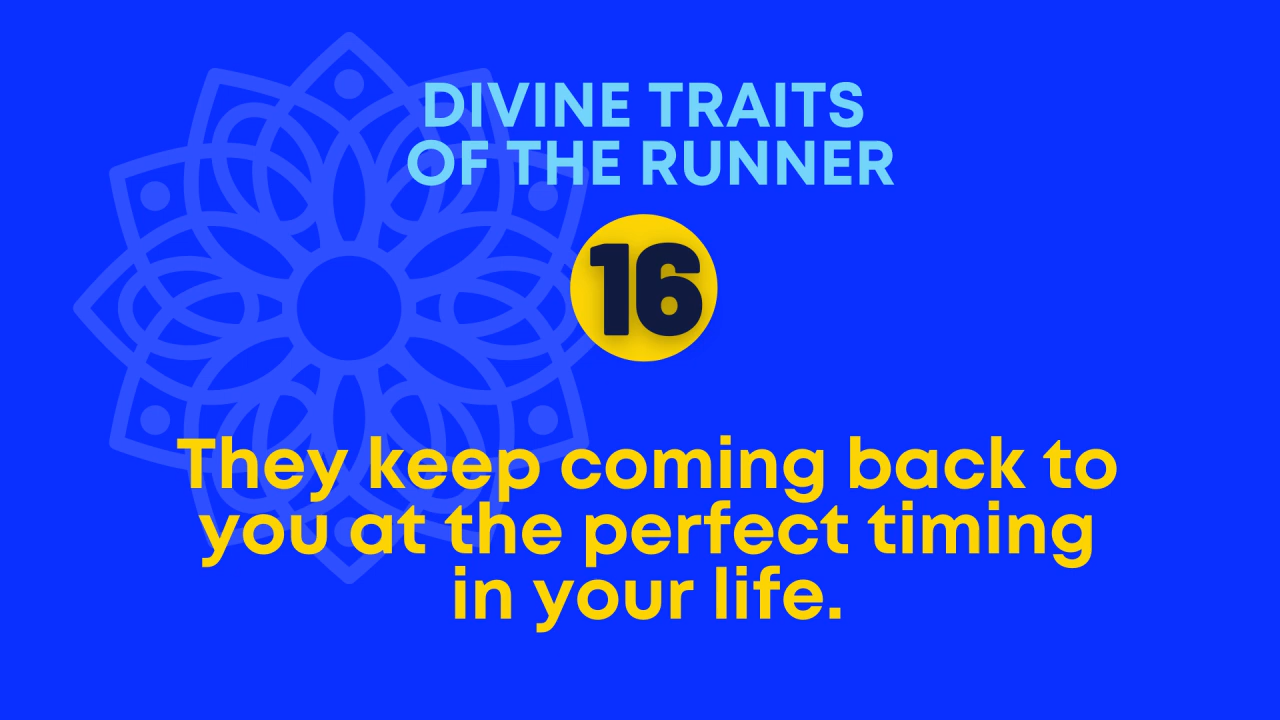 DIVINE TRAITS
OF THE RUNNER
16
They keep coming back to
you at the perfect timing
in your life.